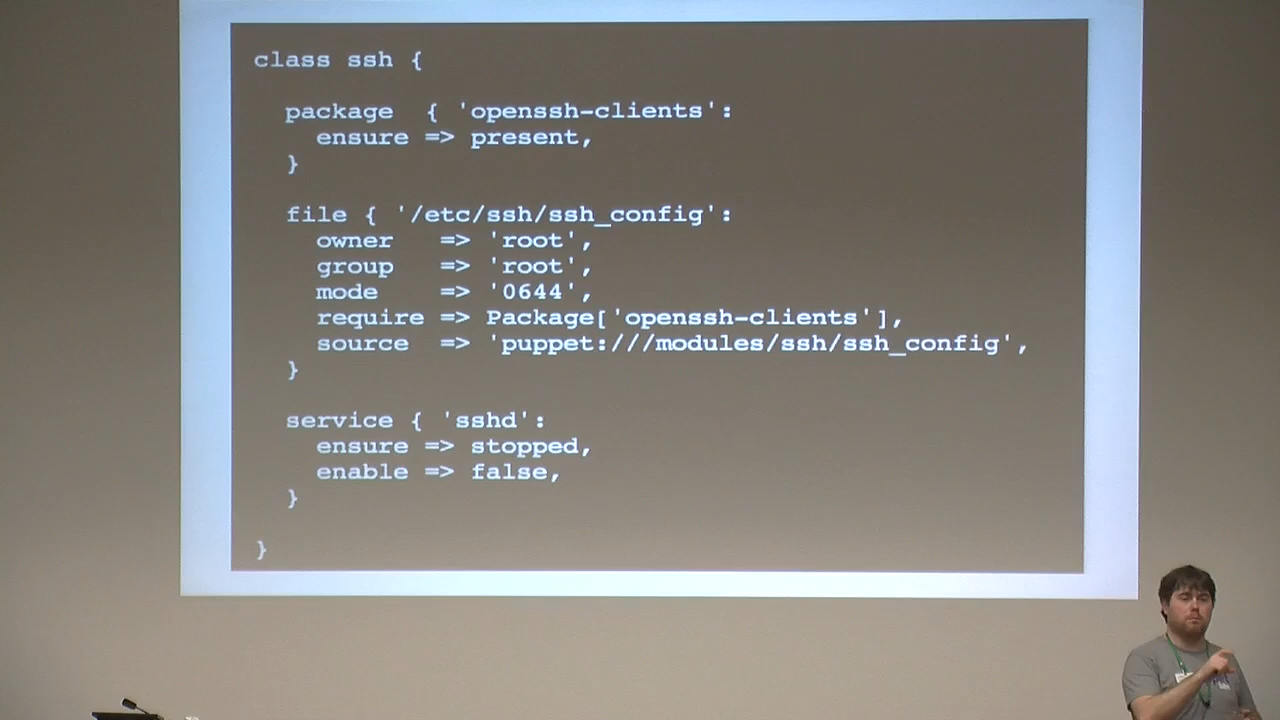 class ssh {
package { 'openssh-clients':
ensure => present,
}
file { '/etc/ssh/ssh_config':
owner => 'root',
group => 'root',
mode => '0644',
require => Package['openssh-clients'],
source => 'puppet:///modules/ssh/ssh_config',
}
service { 'sshd':
ensure => stopped,
enable => false,
}
}